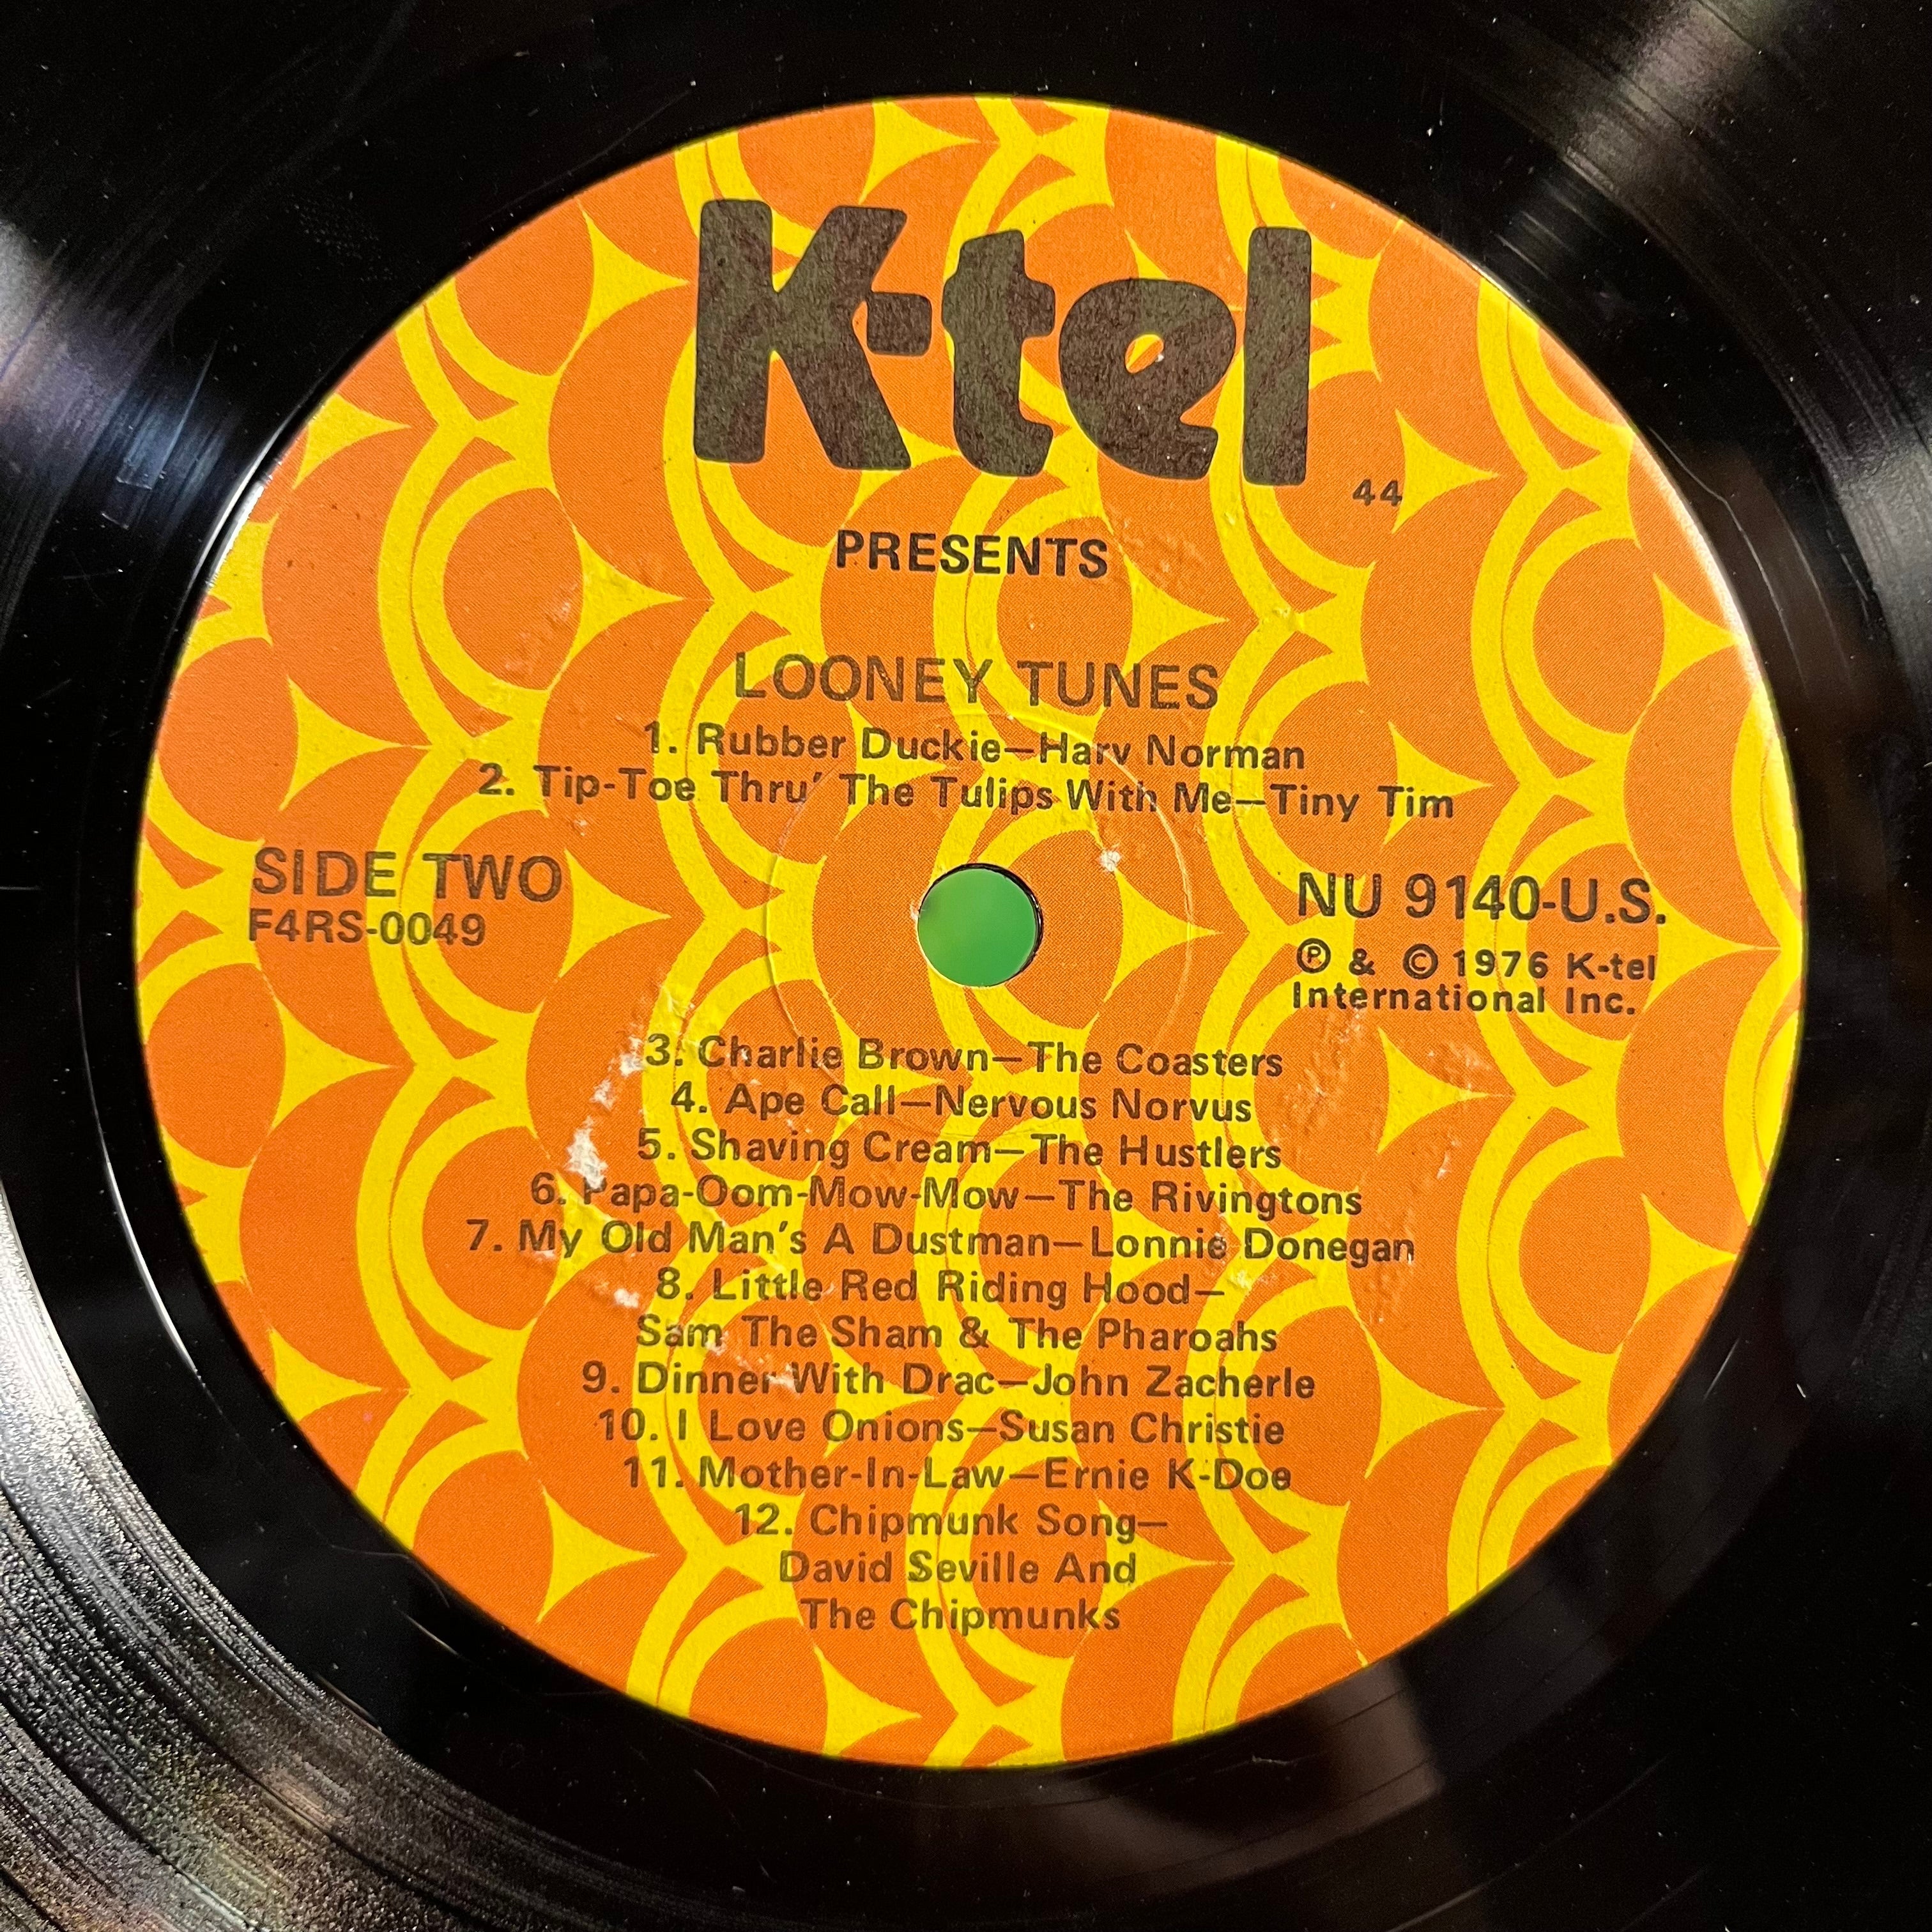 K-tel
44
PRESENTS
LOONEY TUNES
1. Rubber Duckie—Harv Norman
2. Tip-Toe Thru' The Tulips With Me—Tiny Tim
SIDE TWO
F4RS-0049
NU 9140-U.S.
Ⓟ & © 1976 K-tel
International Inc.
3. Charlie Brown—The Coasters
4. Ape Call—Nervous Norvus
5. Shaving Cream—The Hustlers
6. Papa-Oom-Mow-Mow—The Rivingtons
7. My Old Man's A Dustman—Lonnie Donegan
8. Little Red Riding Hood—
Sam The Sham & The Pharoahs
9. Dinner With Drac—John Zacherle
10. I Love Onions—Susan Christie
11. Mother-In-Law—Ernie K-Doe
12. Chipmunk Song—
David Seville And
The Chipmunks